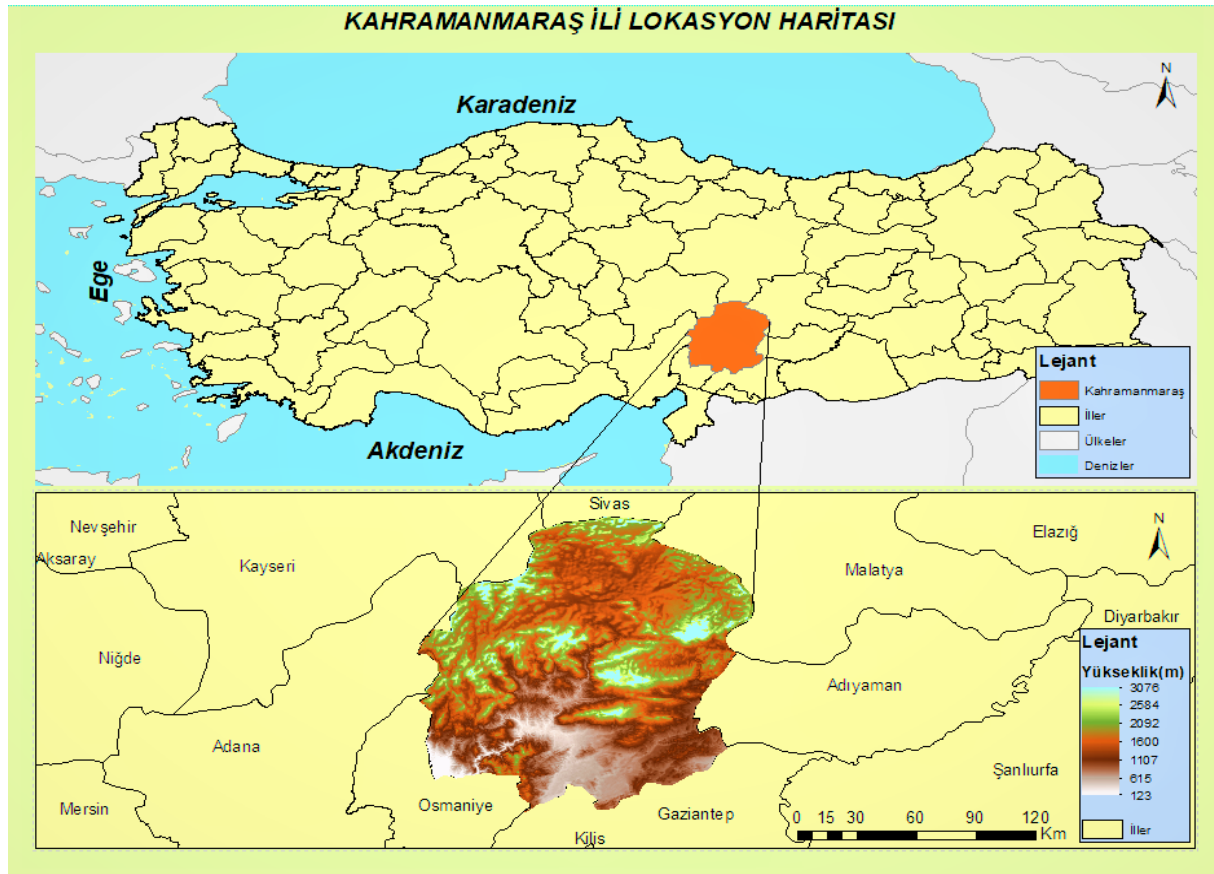 KAHRAMANMARAŞ İLİ LOKASYON HARİTASI
N
Karadeniz
Ege
Akdeniz
Lejant
Kahramanmaraş
İller
Ülkeler
Denizler
Sivas
Nevşehir
Aksaray
Kayseri
Elazığ
N
Malatya
Diyarbakır
Niğde
Adıyaman
Adana
Şanlıurfa
Mersin
Osmaniye
Gaziantep
Kilis
Lejant
Yükseklik(m)
3076
2584
2092
1600
1107
615
123
İller
0 15 30 60 90 120
Km